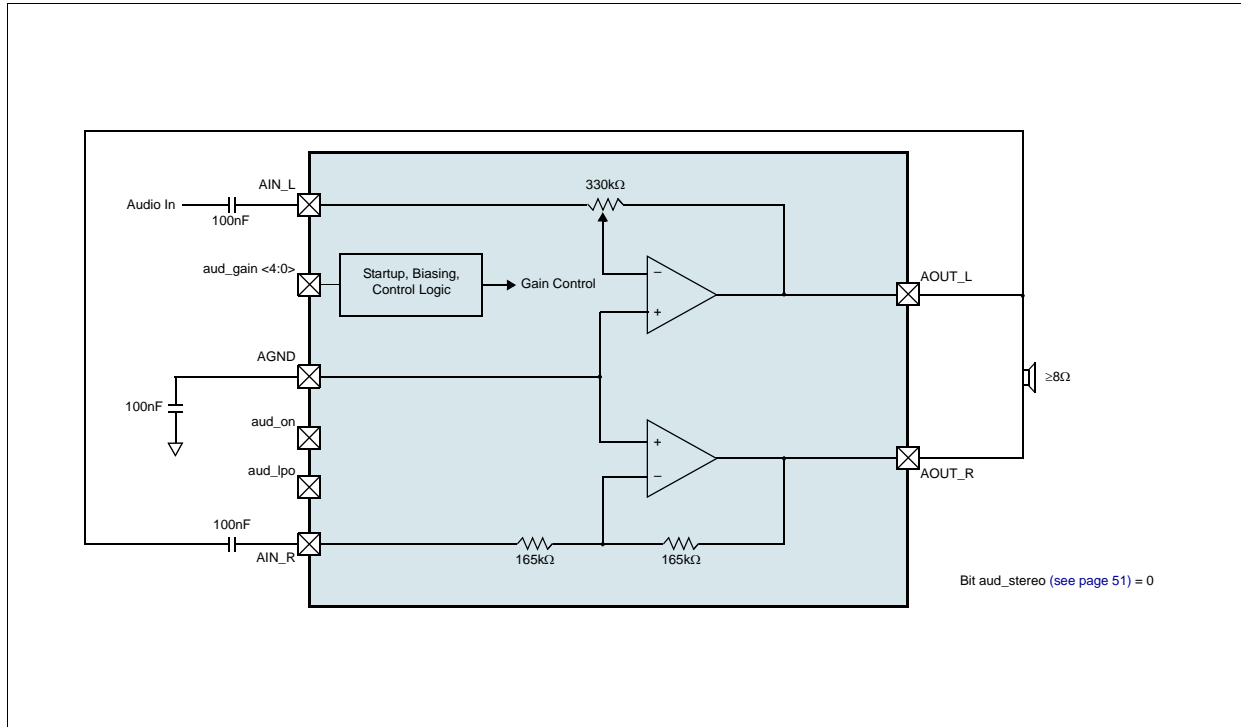 330kΩ
AIN_L
Audio In
100nF
aud_gain <4:0>
Startup, Biasing,
Control Logic
Gain Control
−
+
AOUT_L
AGND
≥8Ω
100nF
aud_on
+
−
aud_lpo
AOUT_R
100nF
AIN_R
165kΩ
165kΩ
Bit aud_stereo (see page 51) = 0